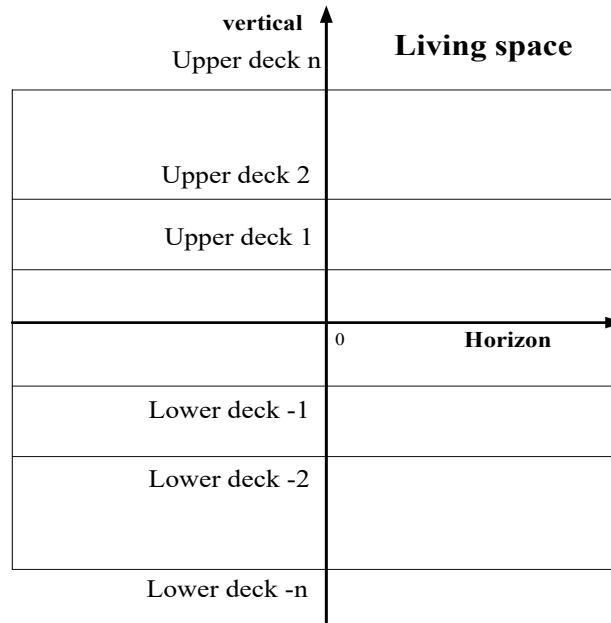 vertical
Upper deck n
Living space
Upper deck 2
Upper deck 1
0
Horizon
Lower deck -1
Lower deck -2
Lower deck -n